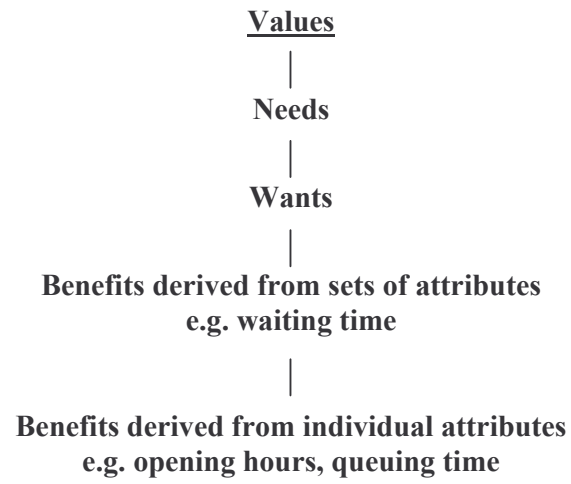 Values
Needs
Wants
Benefits derived from sets of attributes
e.g. waiting time
Benefits derived from individual attributes
e.g. opening hours, queuing time